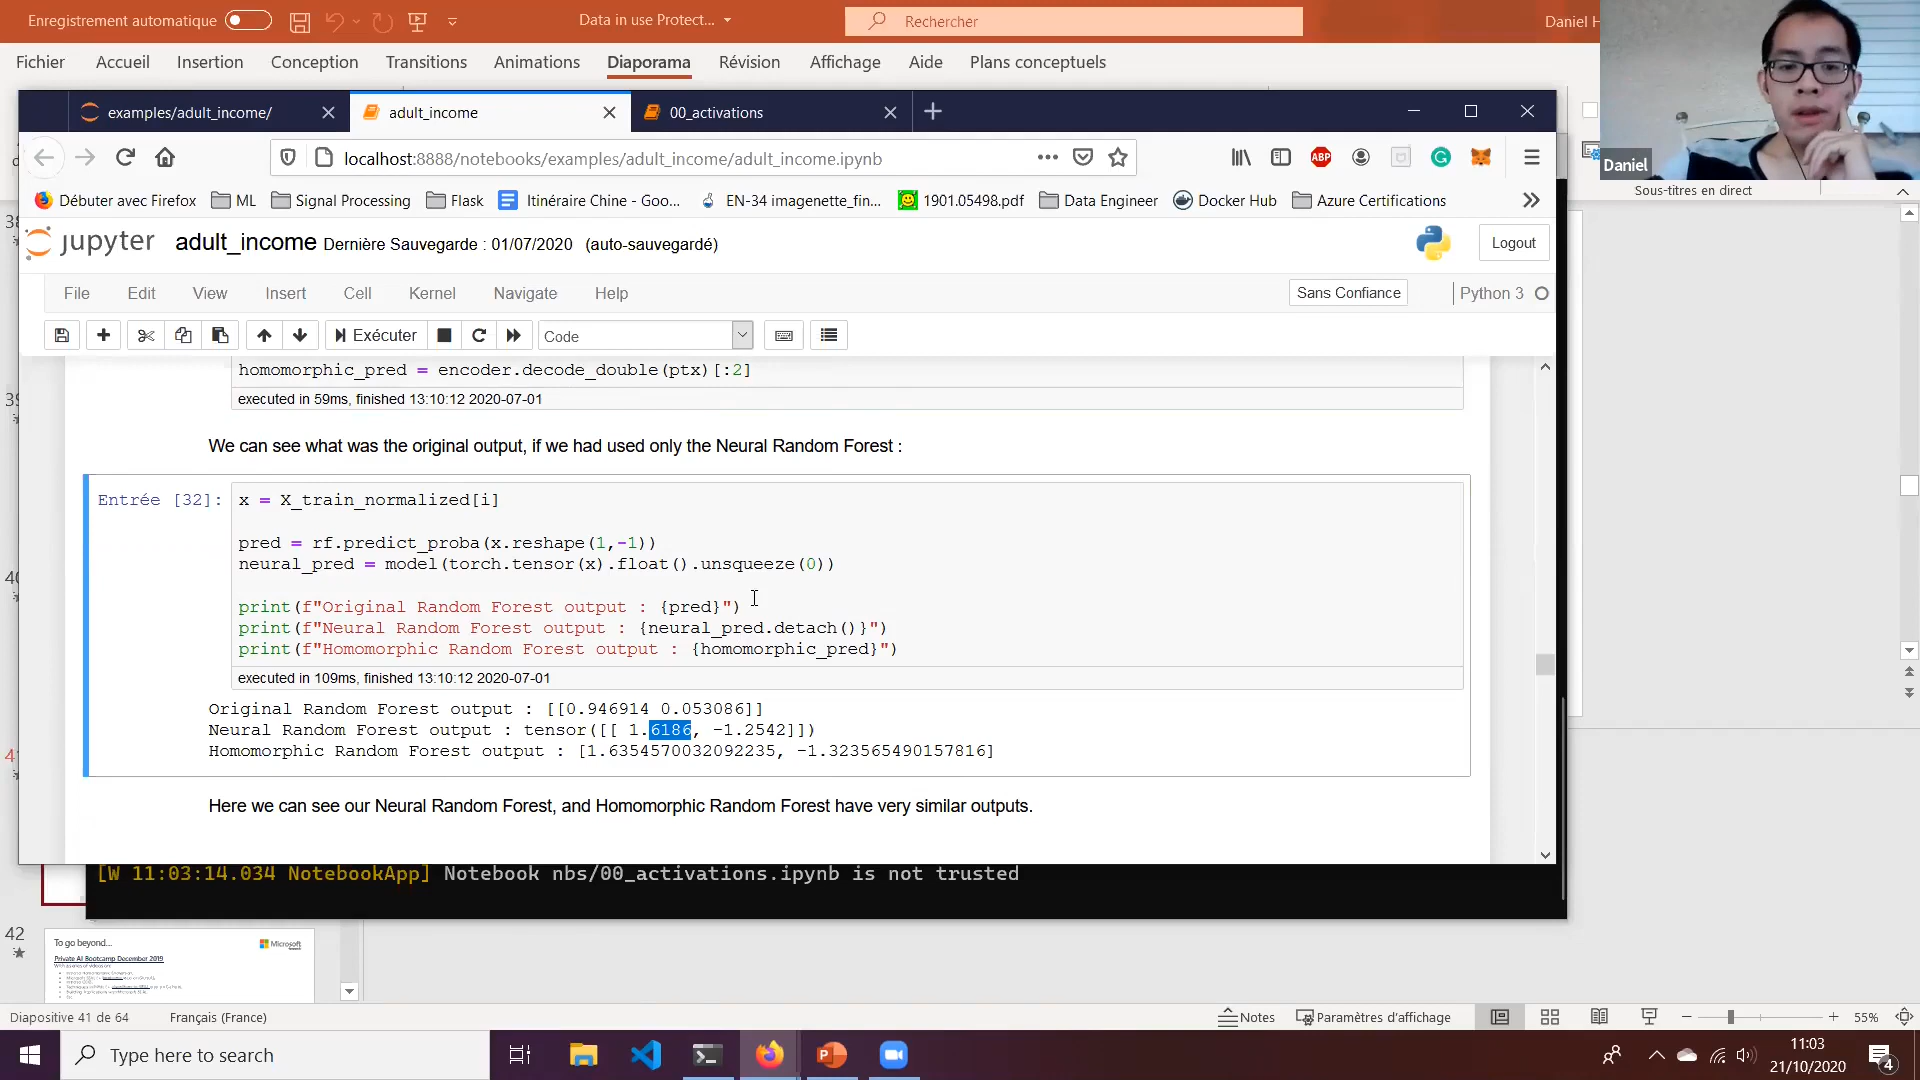 Enregistrement automatique
Data in use Protect...
Rechercher
Daniel H
Fichier Accueil Insertion Conception Transitions Animations Diaporama Révision Affichage Aide Plans conceptuels
examples/adult_income/
adult_income
00_activations
localhost:8888/notebooks/examples/adult_income/adult_income.ipynb
ABP
Daniel
Sous-titres en direct
Débuter avec Firefox ML Signal Processing Flask Itinéraire Chine - Goo... EN-34 imagenette_fin... 1901.05498.pdf Data Engineer Docker Hub Azure Certifications
jupyter adult_income Dernière Sauvegarde : 01/07/2020 (auto-sauvegardé)
Logout
File Edit View Insert Cell Kernel Navigate Help
Sans Confiance
Python 3
Exécuter
Code
homomorphic_pred = encoder.decode_double(ptx)[:2]
executed in 59ms, finished 13:10:12 2020-07-01
We can see what was the original output, if we had used only the Neural Random Forest :
Entrée [32]: x = X_train_normalized[i]
pred = rf.predict_proba(x.reshape(1,-1))
neural_pred = model(torch.tensor(x).float().unsqueeze(0))
print(f"Original Random Forest output : {pred}")
print(f"Neural Random Forest output : {neural_pred.detach()}")
print(f"Homomorphic Random Forest output : {homomorphic_pred}")
executed in 109ms, finished 13:10:12 2020-07-01
Original Random Forest output : [[0.946914 0.053086]]
Neural Random Forest output : tensor([[ 1.6186, -1.2542]])
Homomorphic Random Forest output : [1.6354570032092235, -1.323565490157816]
Here we can see our Neural Random Forest, and Homomorphic Random Forest have very similar outputs.
[W 11:03:14.034 NotebookApp] Notebook nbs/00_activations.ipynb is not trusted
42
To go beyond...
Microsoft
Private AI Bootcamp December 2019
Diapositive 41 de 64
Français (France)
Notes
Paramètres d'affichage
55%
Type here to search
11:03
21/10/2020
4